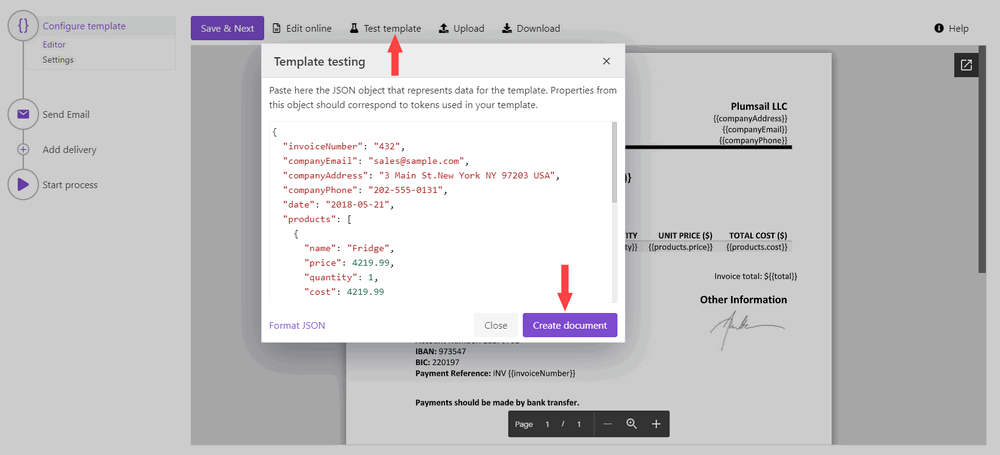 Configure template
Editor
Settings
Send Email
Add delivery
Start process
Save & Next
Edit online
Test template
Upload
Download
Help
Template testing
Paste here the JSON object that represents data for the template. Properties from
this object should correspond to tokens used in your template.
{
"invoiceNumber": "432",
"companyEmail": "sales@sample.com",
"companyAddress": "3 Main St.New York NY 97203 USA",
"companyPhone": "202-555-0131",
"date": "2018-05-21",
"products": [
{
"name": "Fridge",
"price": 4219.99,
"quantity": 1,
"cost": 4219.99
Format JSON
Close
Create document
Plumsail LLC
{{companyAddress}}
{{companyEmail}}
{{companyPhone}}
UNIT PRICE ($) TOTAL COST ($)
{{products.price}} {{products.cost}}
Invoice total: ${{total}}
Other Information
IBAN: 973547
BIC: 220197
Payment Reference: INV {{invoiceNumber}}
Payments should be made by bank transfer.
Page 1 / 1